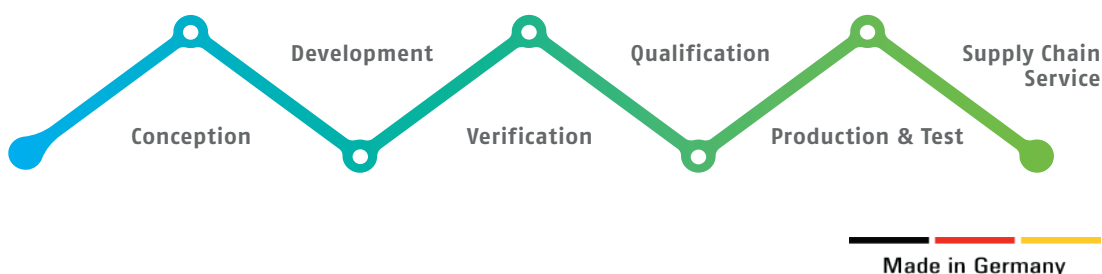 Development
Qualification
Supply Chain
Service
Conception
Verification
Production & Test
Made in Germany